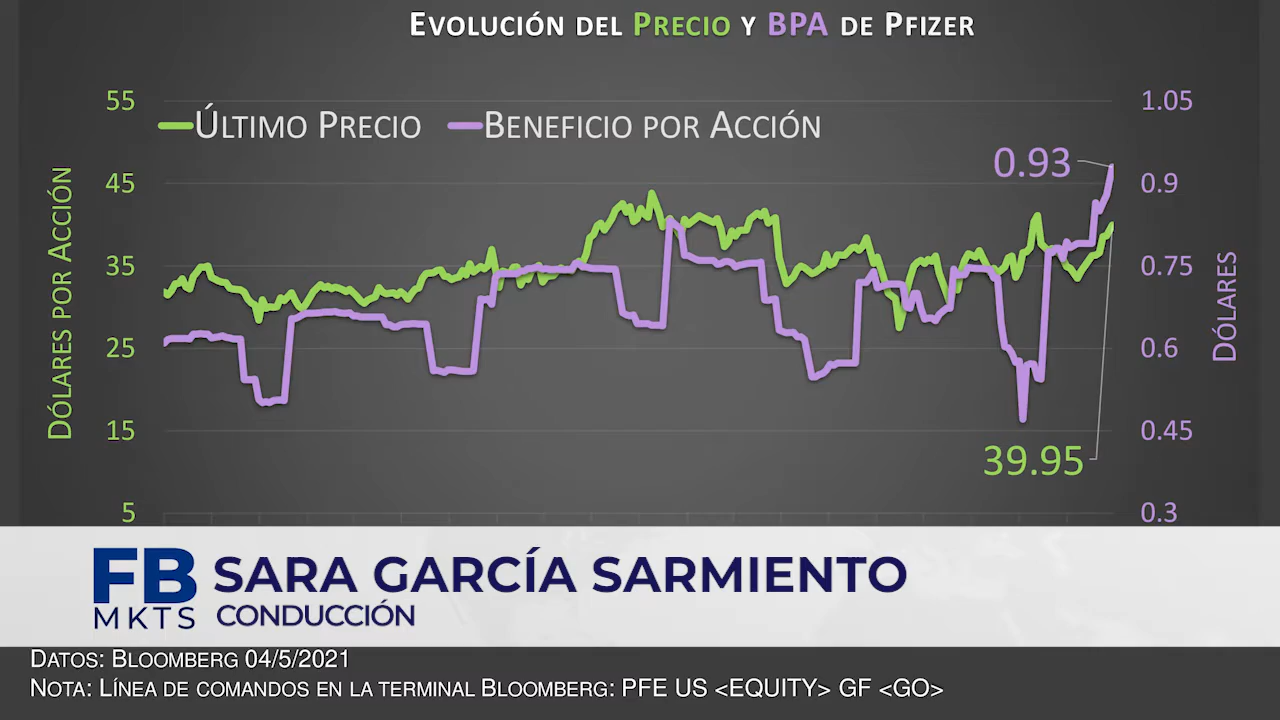 EVOLUCIÓN DEL PRECIO Y BPA DE PFIZER
55
1.05
ÚLTIMO PRECIO
BENEFICIO POR ACCIÓN
0.93
45
0.9
35
0.75
25
0.6
15
0.45
39.95
5
0.3
DÓLARES POR ACCIÓN
DÓLARES
FB
MKTS
SARA GARCÍA SARMIENTO
CONDUCCIÓN
DATOS: BLOOMBERG 04/5/2021
NOTA: LÍNEA DE COMANDOS EN LA TERMINAL BLOOMBERG: PFE US <EQUITY> GF <GO>